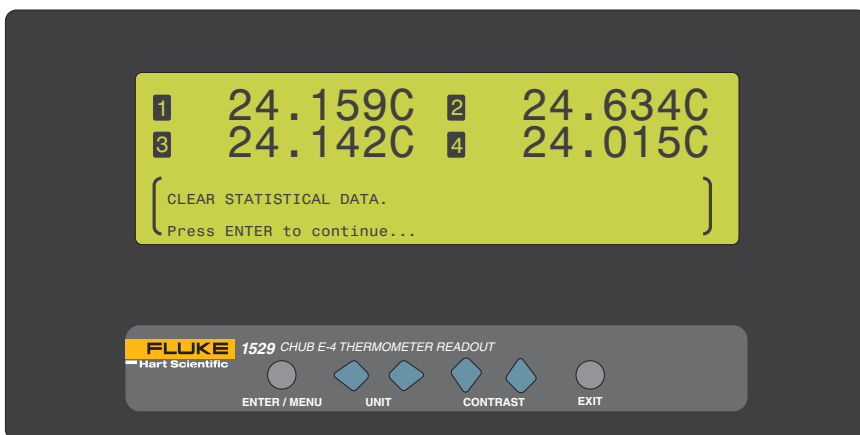 1 24.159C 2 24.634C
3 24.142C 4 24.015C
CLEAR STATISTICAL DATA.
Press ENTER to continue...
FLUKE 1529 CHUB E-4 THERMOMETER READOUT
Hart Scientific
ENTER / MENU UNIT CONTRAST EXIT